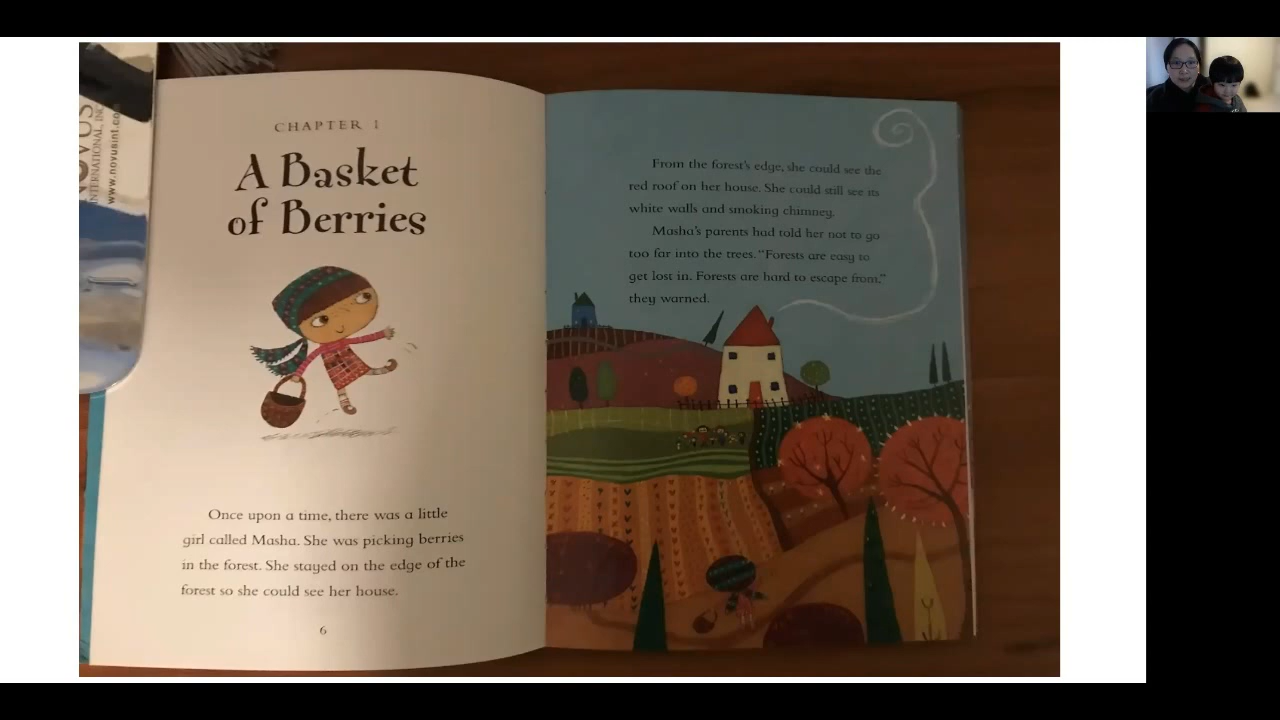 NOVUS
INTERNATIONAL, INC.
www.novusint.com
CHAPTER 1
A Basket
of Berries
Once upon a time, there was a little
girl called Masha. She was picking berries
in the forest. She stayed on the edge of the
forest so she could see her house.
6
From the forest's edge, she could see the
red roof on her house. She could still see its
white walls and smoking chimney.
Masha's parents had told her not to go
too far into the trees. "Forests are easy to
get lost in. Forests are hard to escape from,"
they warned.